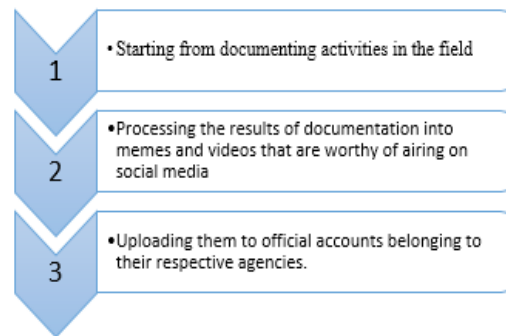 1
• Starting from documenting activities in the field
2
•Processing the results of documentation into
memes and videos that are worthy of airing on
social media
3
•Uploading them to official accounts belonging to
their respective agencies.